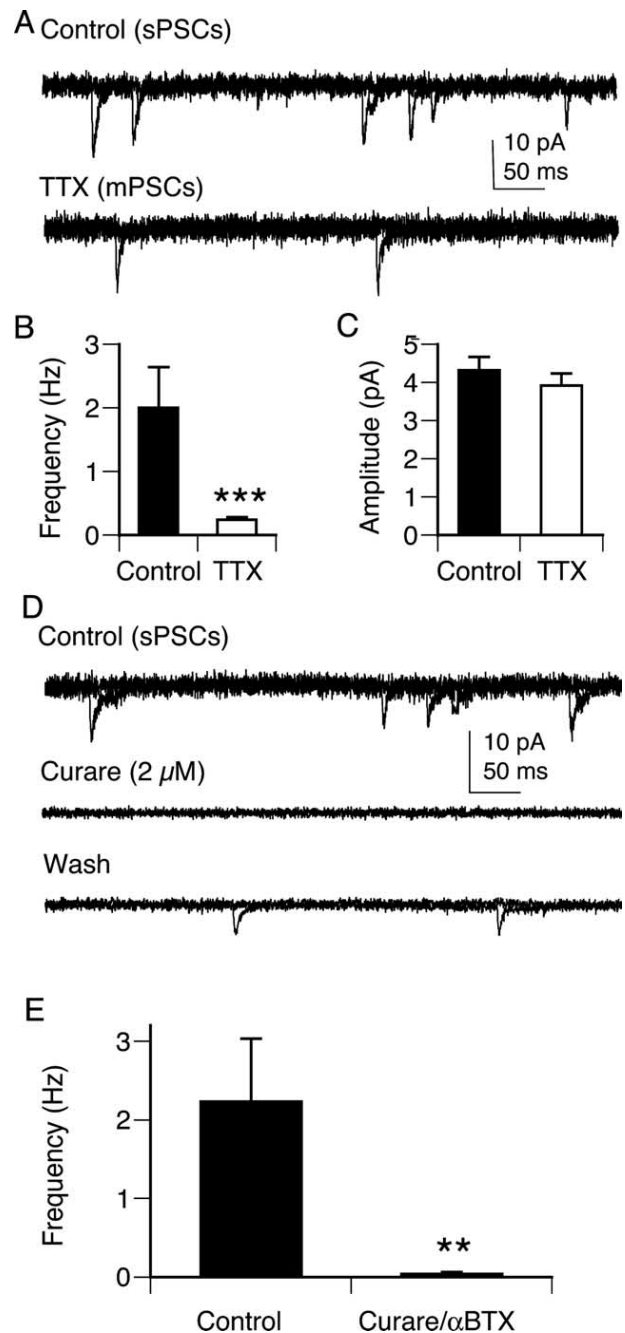 A Control (sPSCs)
10 pA
50 ms
TTX (mPSCs)
B
Frequency (Hz)
3
2
1
0
***
Control TTX
C
Amplitude (pA)
5
4
3
2
1
0
Control TTX
D
Control (sPSCs)
10 pA
50 ms
Curare (2 µM)
Wash
E
Frequency (Hz)
3
2
1
0
**
Control Curare/αBTX